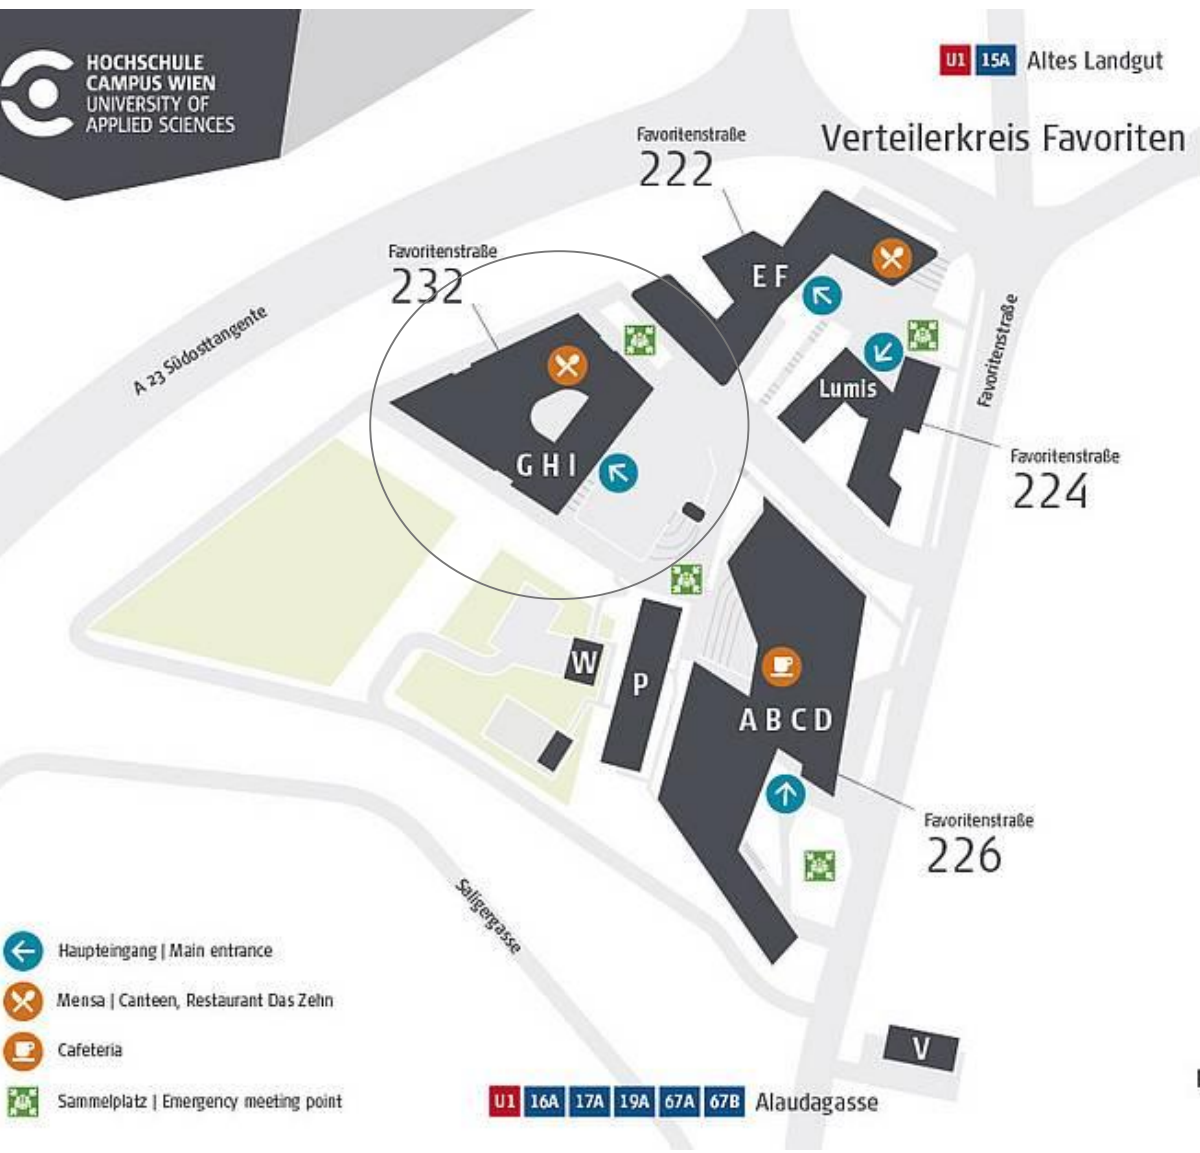 HOCHSCHULE
CAMPUS WIEN
UNIVERSITY OF
APPLIED SCIENCES
U1 15A Altes Landgut
Verteilerkreis Favoriten
Favoritenstraße
222
Favoritenstraße
232
E F
A 23 Südosttangente
Favoritenstraße
Lumis
G H I
Favoritenstraße
224
W
P
A B C D
Favoritenstraße
226
Saligergasse
Haupteingang | Main entrance
Mensa | Canteen, Restaurant Das Zehn
Cafeteria
Sammelplatz | Emergency meeting point
V
U1 16A 17A 19A 67A 67B Alaudagasse